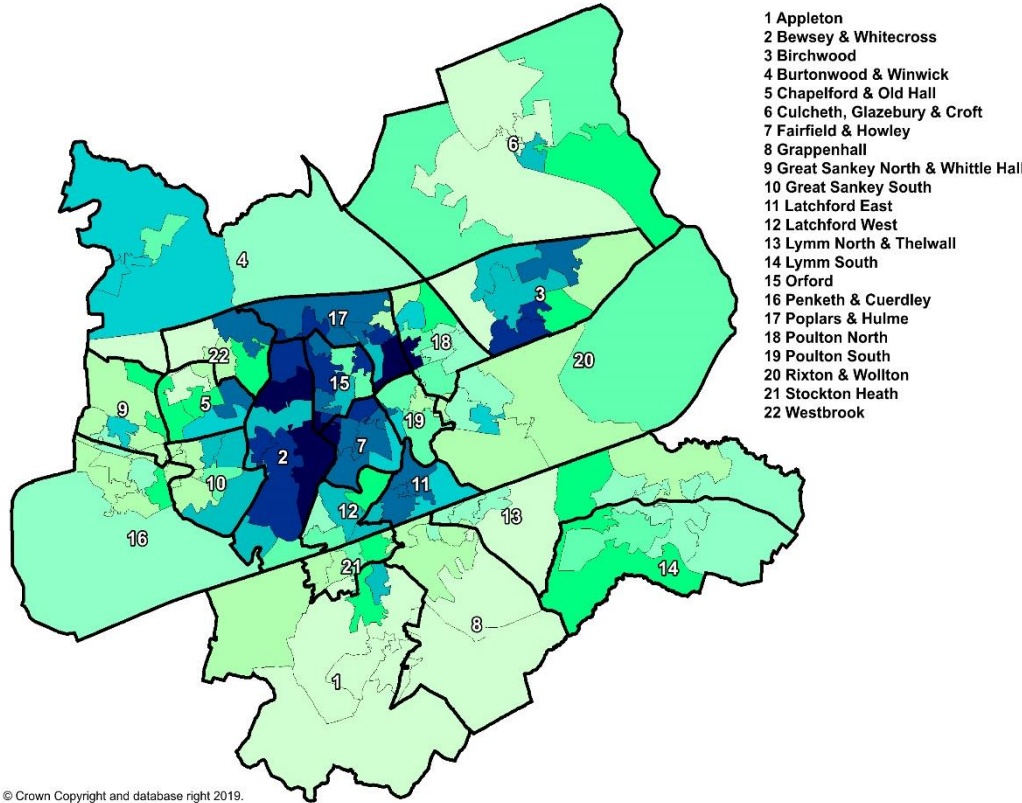 1 Appleton
2 Bewsey & Whitecross
3 Birchwood
4 Burtonwood & Winwick
5 Chapelford & Old Hall
6 Culcheth, Glazebury & Croft
7 Fairfield & Howley
8 Grappenhall
9 Great Sankey North & Whittle Hall
10 Great Sankey South
11 Latchford East
12 Latchford West
13 Lymm North & Thelwall
14 Lymm South
15 Orford
16 Penketh & Cuerdley
17 Poplars & Hulme
18 Poulton North
19 Poulton South
20 Rixton & Wollton
21 Stockton Heath
22 Westbrook
6
4
3
17
18
22
20
15
5
9
19
7
2
10
11
12
13
16
21
14
8
1
© Crown Copyright and database right 2019.